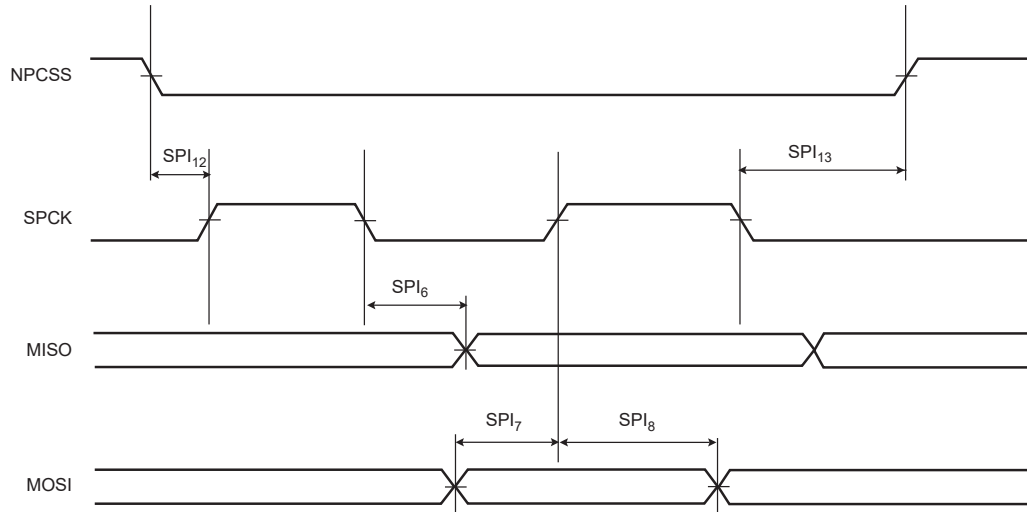 NPCSS
SPI₁₂
SPI₁₃
SPCK
SPI₆
MISO
SPI₇
SPI₈
MOSI